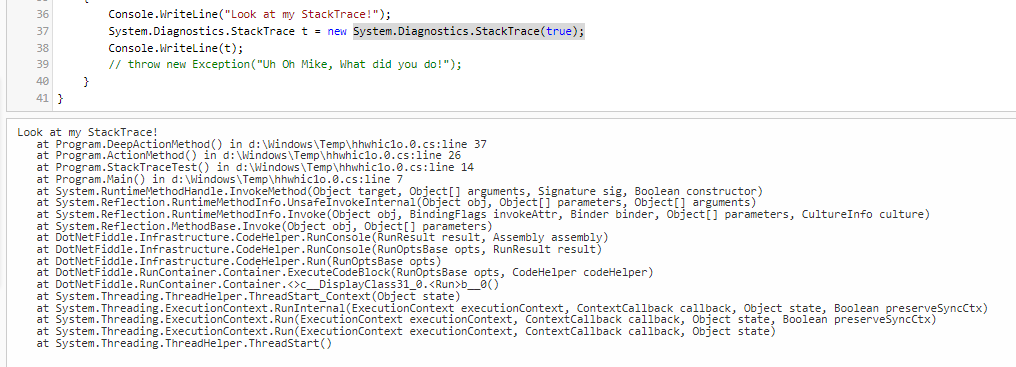 36 Console.WriteLine("Look at my StackTrace!");
37 System.Diagnostics.StackTrace t = new System.Diagnostics.StackTrace(true);
38 Console.WriteLine(t);
39 // throw new Exception("Uh Oh Mike, What did you do!");
40 }
41 }
Look at my StackTrace!
at Program.DeepActionMethod() in d:\Windows\Temp\hhwhic1o.0.cs:line 37
at Program.ActionMethod() in d:\Windows\Temp\hhwhic1o.0.cs:line 26
at Program.StackTraceTest() in d:\Windows\Temp\hhwhic1o.0.cs:line 14
at Program.Main() in d:\Windows\Temp\hhwhic1o.0.cs:line 7
at System.RuntimeMethodHandle.InvokeMethod(Object target, Object[] arguments, Signature sig, Boolean constructor)
at System.Reflection.RuntimeMethodInfo.UnsafeInvokeInternal(Object obj, Object[] parameters, Object[] arguments)
at System.Reflection.RuntimeMethodInfo.Invoke(Object obj, BindingFlags invokeAttr, Binder binder, Object[] parameters, CultureInfo culture)
at System.Reflection.MethodBase.Invoke(Object obj, Object[] parameters)
at DotNetFiddle.Infrastructure.CodeHelper.RunConsole(RunResult result, Assembly assembly)
at DotNetFiddle.Infrastructure.CodeHelper.RunConsole(RunOptsBase opts, RunResult result)
at DotNetFiddle.Infrastructure.CodeHelper.Run(RunOptsBase opts)
at DotNetFiddle.RunContainer.Container.ExecuteCodeBlock(RunOptsBase opts, CodeHelper codeHelper)
at DotNetFiddle.RunContainer.Container.<>c__DisplayClass31_0.<Run>b__0()
at System.Threading.ThreadHelper.ThreadStart_Context(Object state)
at System.Threading.ExecutionContext.RunInternal(ExecutionContext executionContext, ContextCallback callback, Object state, Boolean preserveSyncCtx)
at System.Threading.ExecutionContext.Run(ExecutionContext executionContext, ContextCallback callback, Object state, Boolean preserveSyncCtx)
at System.Threading.ExecutionContext.Run(ExecutionContext executionContext, ContextCallback callback, Object state)
at System.Threading.ThreadHelper.ThreadStart()